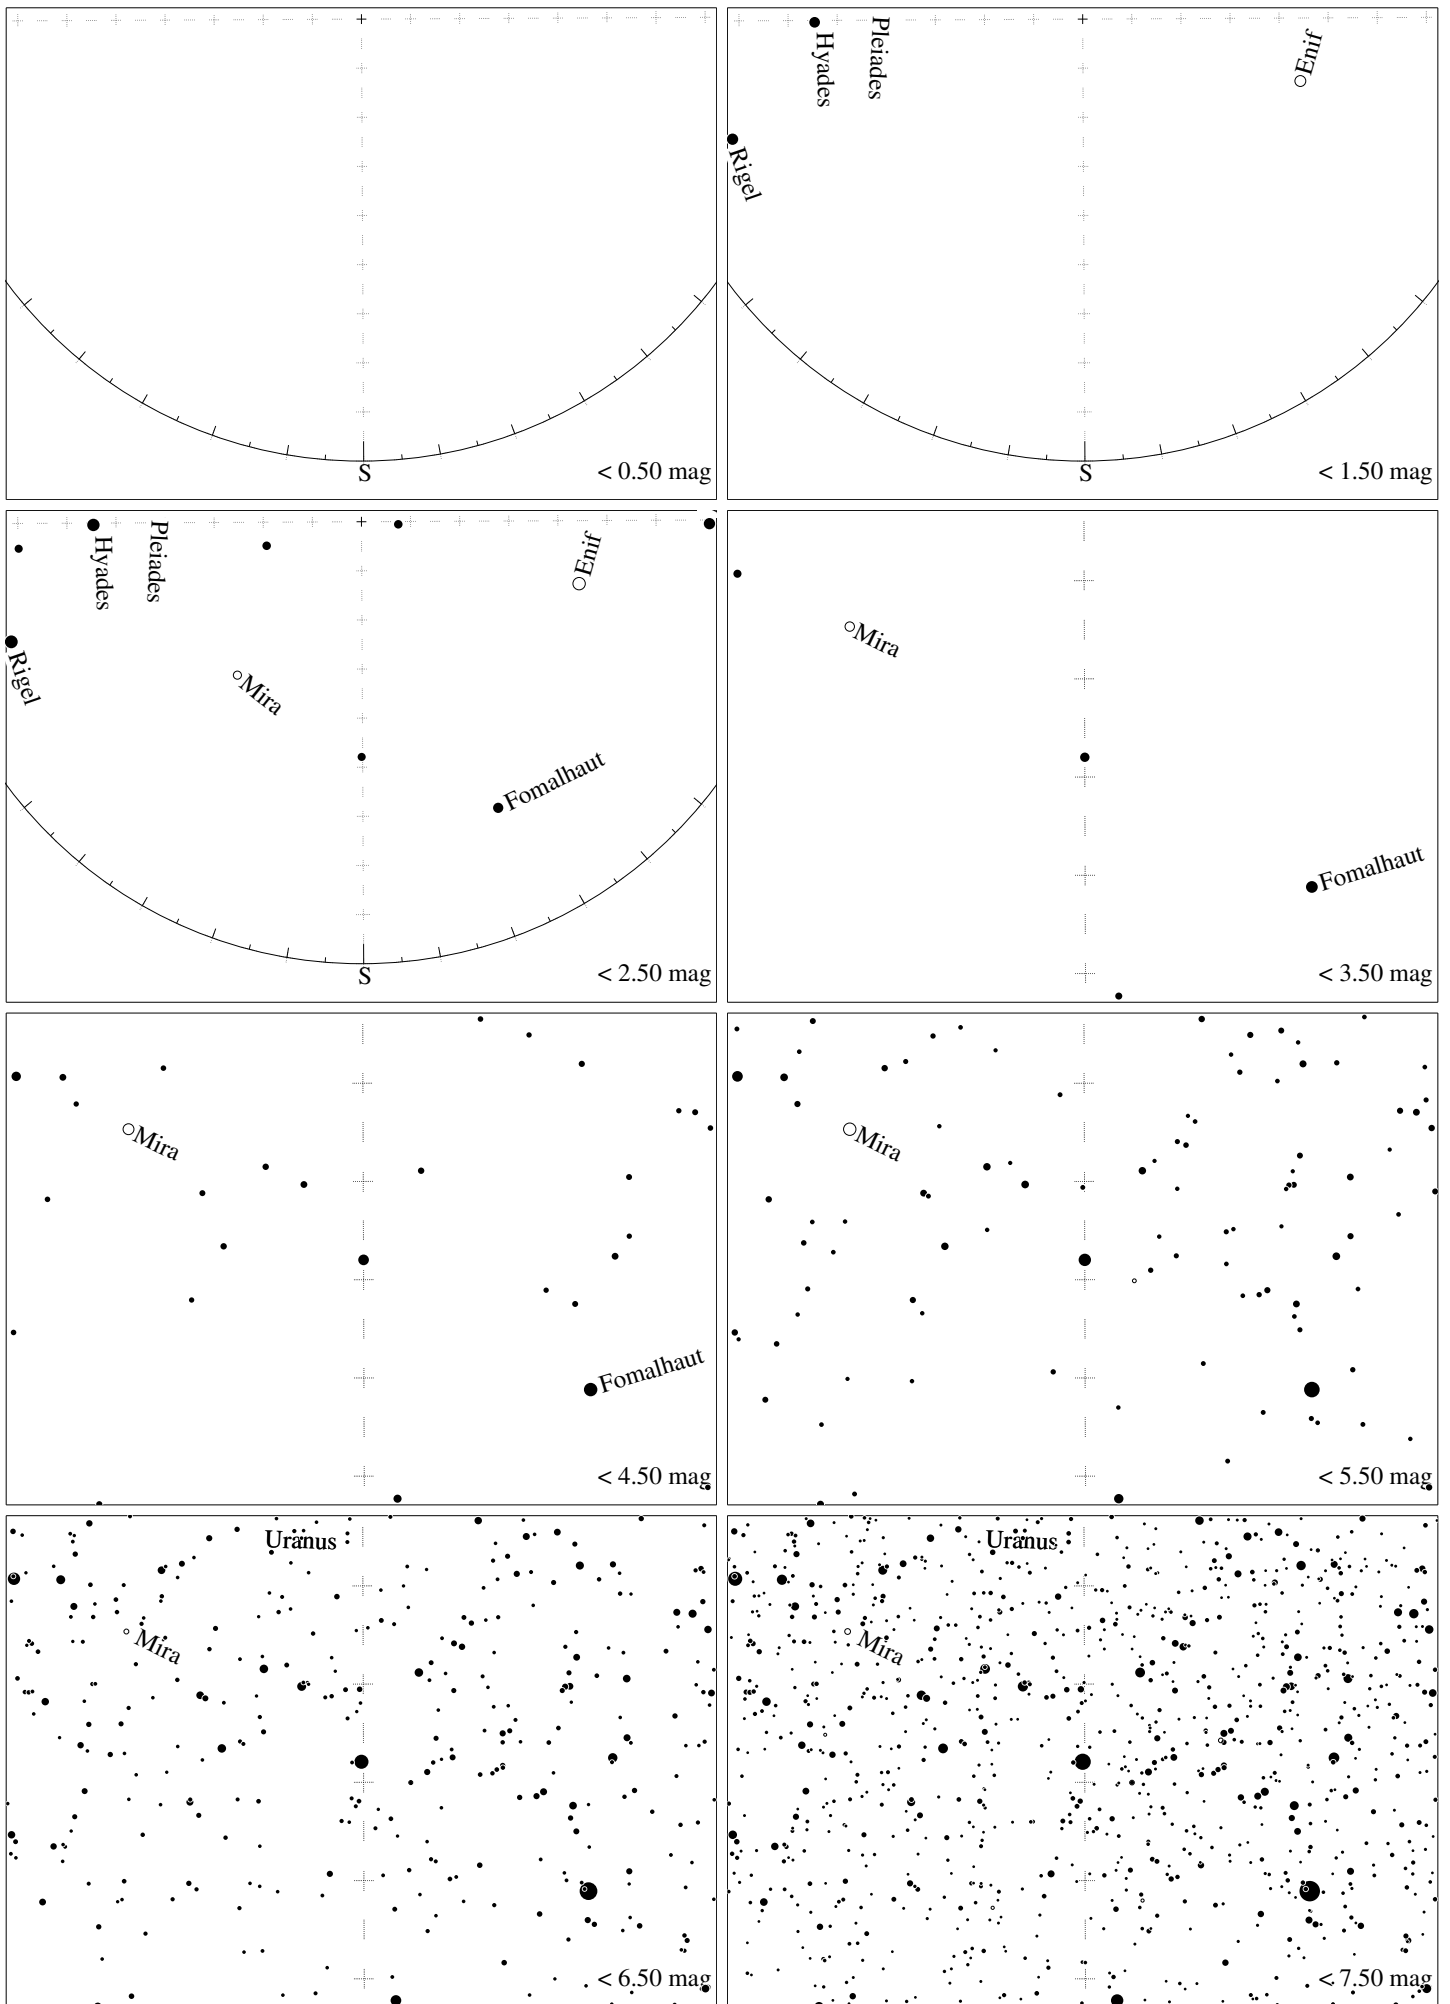 S
< 0.50 mag
Hyades
Pleiades
Enif
Rigel
S
< 1.50 mag
Hyades
Pleiades
Enif
Rigel
Mira
Fomalhaut
S
< 2.50 mag
Mira
Fomalhaut
< 3.50 mag
Mira
Fomalhaut
< 4.50 mag
Mira
< 5.50 mag
Uranus
Mira
< 6.50 mag
Uranus
Mira
< 7.50 mag